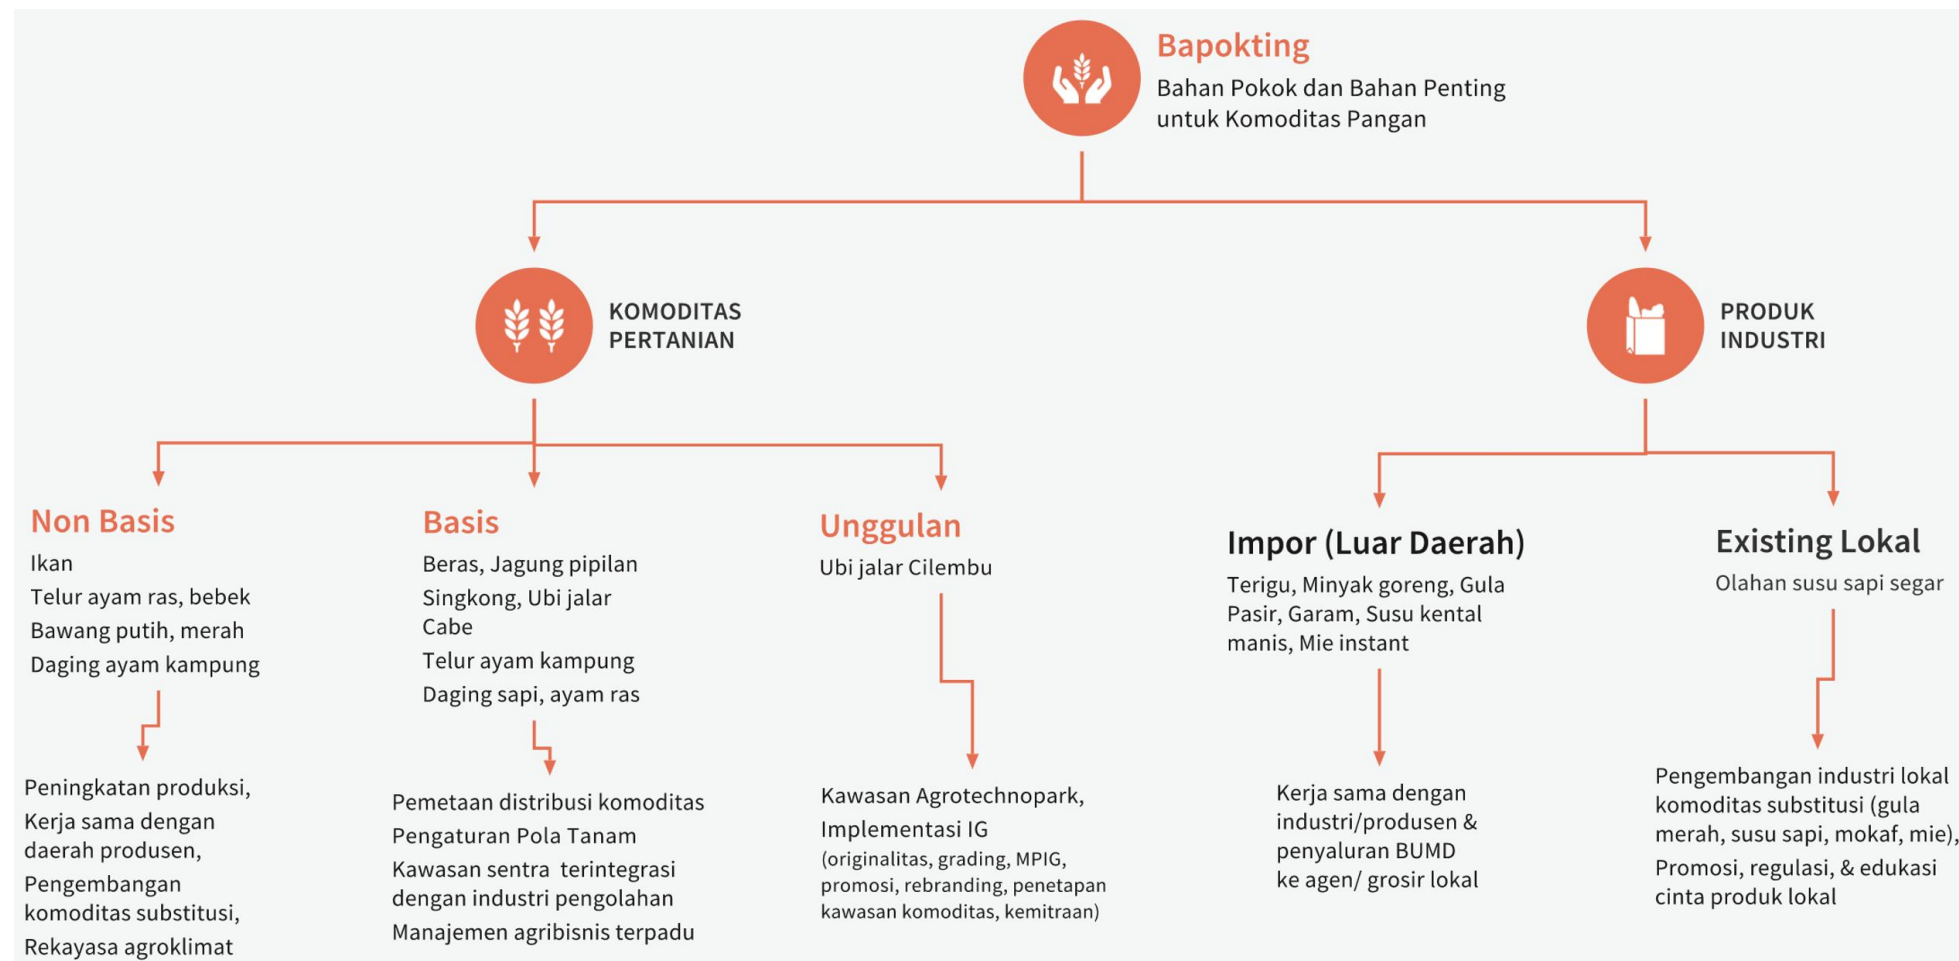 Bapokting
Bahan Pokok dan Bahan Penting
untuk Komoditas Pangan
KOMODITAS
PERTANIAN
PRODUK
INDUSTRI
Non Basis
Ikan
Telur ayam ras, bebek
Bawang putih, merah
Daging ayam kampung
Peningkatan produksi,
Kerja sama dengan
daerah produsen,
Pengembangan
komoditas substitusi,
Rekayasa agroklimat
Basis
Beras, Jagung pipilan
Singkong, Ubi jalar
Cabe
Telur ayam kampung
Daging sapi, ayam ras
Pemetaan distribusi komoditas
Pengaturan Pola Tanam
Kawasan sentra terintegrasi
dengan industri pengolahan
Manajemen agribisnis terpadu
Unggulan
Ubi jalar Cilembu
Kawasan Agrotechnopark,
Implementasi IG
(originalitas, grading, MPIG,
promosi, rebranding, penetapan
kawasan komoditas, kemitraan)
Impor (Luar Daerah)
Terigu, Minyak goreng, Gula
Pasir, Garam, Susu kental
manis, Mie instant
Kerja sama dengan
industri/produsen &
penyaluran BUMD
ke agen/ grosir lokal
Existing Lokal
Olahan susu sapi segar
Pengembangan industri lokal
komoditas substitusi (gula
merah, susu sapi, mokaf, mie),
Promosi, regulasi, & edukasi
cinta produk lokal